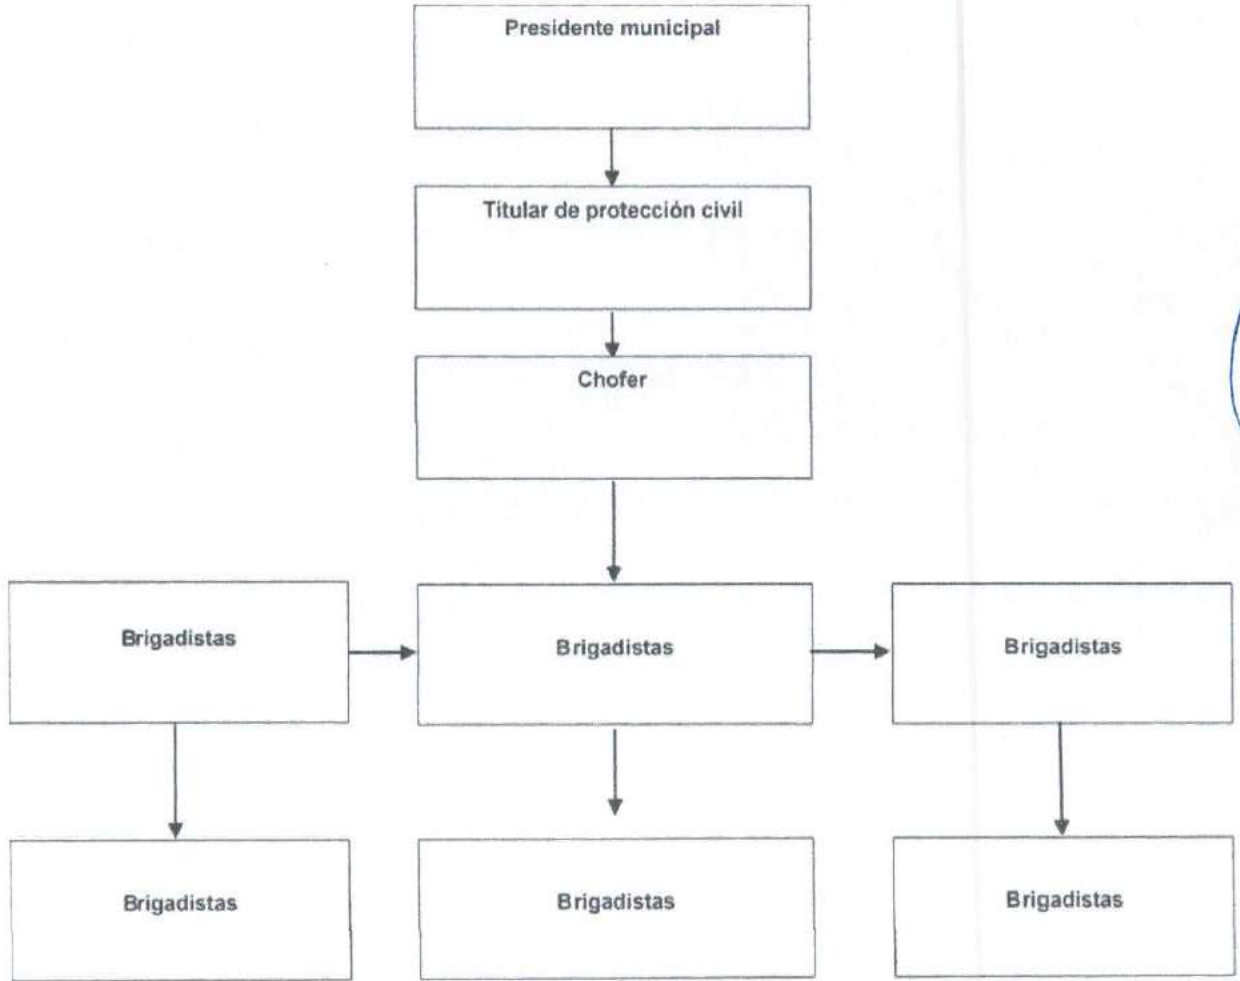 Presidente municipal
Titular de protección civil
Chofer
Brigadistas
Brigadistas
Brigadistas
Brigadistas
Brigadistas
Brigadistas